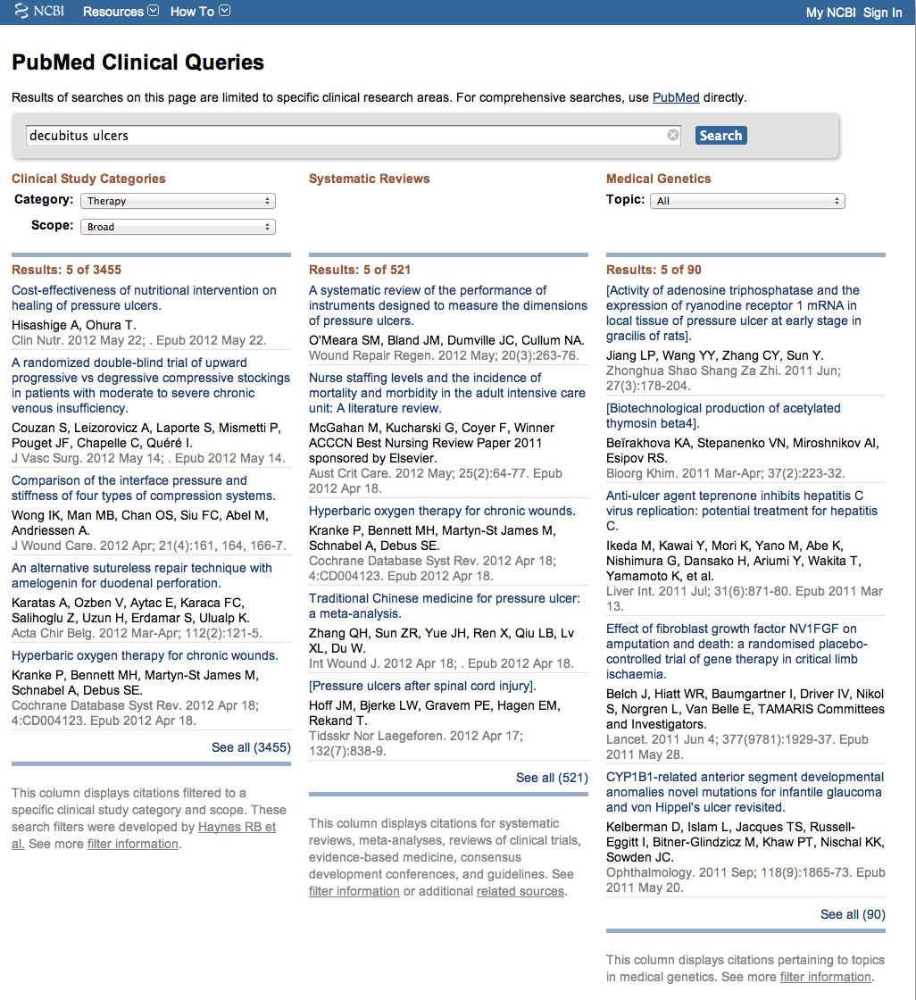 NCBI Resources How To My NCBI Sign In
PubMed Clinical Queries
Results of searches on this page are limited to specific clinical research areas. For comprehensive searches, use PubMed directly.
decubitus ulcers Search
Clinical Study Categories
Category: Therapy
Scope: Broad
Results: 5 of 3455
Cost-effectiveness of nutritional intervention on
healing of pressure ulcers.
Hisashige A, Ohura T.
Clin Nutr. 2012 May 22; . Epub 2012 May 22.
A randomized double-blind trial of upward
progressive vs degressive compressive stockings
in patients with moderate to severe chronic
venous insufficiency.
Couzan S, Leizorovicz A, Laporte S, Mismetti P,
Pouget JF, Chapelle C, Quéré I.
J Vasc Surg. 2012 May 14; . Epub 2012 May 14.
Comparison of the interface pressure and
stiffness of four types of compression systems.
Wong IK, Man MB, Chan OS, Siu FC, Abel M,
Andriessen A.
J Wound Care. 2012 Apr; 21(4):161, 164, 166-7.
An alternative sutureless repair technique with
amelogenin for duodenal perforation.
Karatas A, Ozben V, Aytac E, Karaca FC,
Salihoglu Z, Uzun H, Erdamar S, Ulualp K.
Acta Chir Belg. 2012 Mar-Apr; 112(2):121-5.
Hyperbaric oxygen therapy for chronic wounds.
Kranke P, Bennett MH, Martyn-St James M,
Schnabel A, Debus SE.
Cochrane Database Syst Rev. 2012 Apr 18;
4:CD004123. Epub 2012 Apr 18.
See all (3455)
This column displays citations filtered to a
specific clinical study category and scope. These
search filters were developed by Haynes RB et
al. See more filter information.
Systematic Reviews
Results: 5 of 521
A systematic review of the performance of
instruments designed to measure the dimensions
of pressure ulcers.
O'Meara SM, Bland JM, Dumville JC, Cullum NA.
Wound Repair Regen. 2012 May; 20(3):263-76.
Nurse staffing levels and the incidence of
mortality and morbidity in the adult intensive care
unit: A literature review.
McGahan M, Kucharski G, Coyer F, Winner
ACCCN Best Nursing Review Paper 2011
sponsored by Elsevier.
Aust Crit Care. 2012 May; 25(2):64-77. Epub
2012 Apr 18.
Hyperbaric oxygen therapy for chronic wounds.
Kranke P, Bennett MH, Martyn-St James M,
Schnabel A, Debus SE.
Cochrane Database Syst Rev. 2012 Apr 18;
4:CD004123. Epub 2012 Apr 18.
Traditional Chinese medicine for pressure ulcer:
a meta-analysis.
Zhang QH, Sun ZR, Yue JH, Ren X, Qiu LB, Lv
XL, Du W.
Int Wound J. 2012 Apr 18; . Epub 2012 Apr 18.
[Pressure ulcers after spinal cord injury].
Hoff JM, Bjerke LW, Gravem PE, Hagen EM,
Rekand T.
Tidsskr Nor Laegeforen. 2012 Apr 17;
132(7):838-9.
See all (521)
This column displays citations for systematic
reviews, meta-analyses, reviews of clinical trials,
evidence-based medicine, consensus
development conferences, and guidelines. See
filter information or additional related sources.
Medical Genetics
Topic: All
Results: 5 of 90
[Activity of adenosine triphosphatase and the
expression of ryanodine receptor 1 mRNA in
local tissue of pressure ulcer at early stage in
gracilis of rats].
Jiang LP, Wang YY, Zhang CY, Sun Y.
Zhonghua Shao Shang Za Zhi. 2011 Jun;
27(3):178-204.
[Biotechnological production of acetylated
thymosin beta4].
Beĭrakhova KA, Stepanenko VN, Miroshnikov AI,
Esipov RS.
Bioorg Khim. 2011 Mar-Apr; 37(2):223-32.
Anti-ulcer agent teprenone inhibits hepatitis C
virus replication: potential treatment for hepatitis
C.
Ikeda M, Kawai Y, Mori K, Yano M, Abe K,
Nishimura G, Dansako H, Ariumi Y, Wakita T,
Yamamoto K, et al.
Liver Int. 2011 Jul; 31(6):871-80. Epub 2011 Mar
13.
Effect of fibroblast growth factor NV1FGF on
amputation and death: a randomised placebo-
controlled trial of gene therapy in critical limb
ischaemia.
Belch J, Hiatt WR, Baumgartner I, Driver IV, Nikol
S, Norgren L, Van Belle E, TAMARIS Committees
and Investigators.
Lancet. 2011 Jun 4; 377(9781):1929-37. Epub
2011 May 28.
CYP1B1-related anterior segment developmental
anomalies novel mutations for infantile glaucoma
and von Hippel's ulcer revisited.
Kelberman D, Islam L, Jacques TS, Russell-
Eggitt I, Bitner-Glindzicz M, Khaw PT, Nischal KK,
Sowden JC.
Ophthalmology. 2011 Sep; 118(9):1865-73. Epub
2011 May 20.
See all (90)
This column displays citations pertaining to topics
in medical genetics. See more filter information.